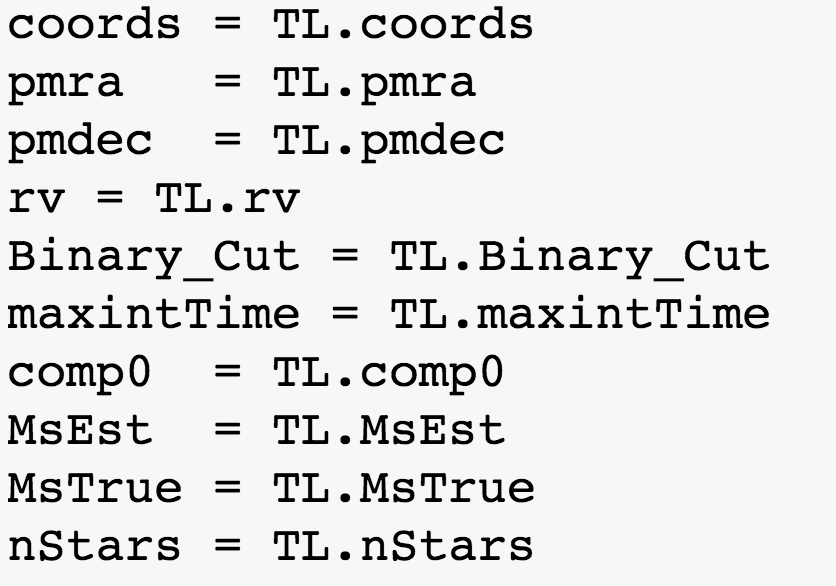 coords = TL.coords
pmra   = TL.pmra
pmdec  = TL.pmdec
rv = TL.rv
Binary_Cut = TL.Binary_Cut
maxintTime = TL.maxintTime
comp0  = TL.comp0
MsEst  = TL.MsEst
MsTrue = TL.MsTrue
nStars = TL.nStars